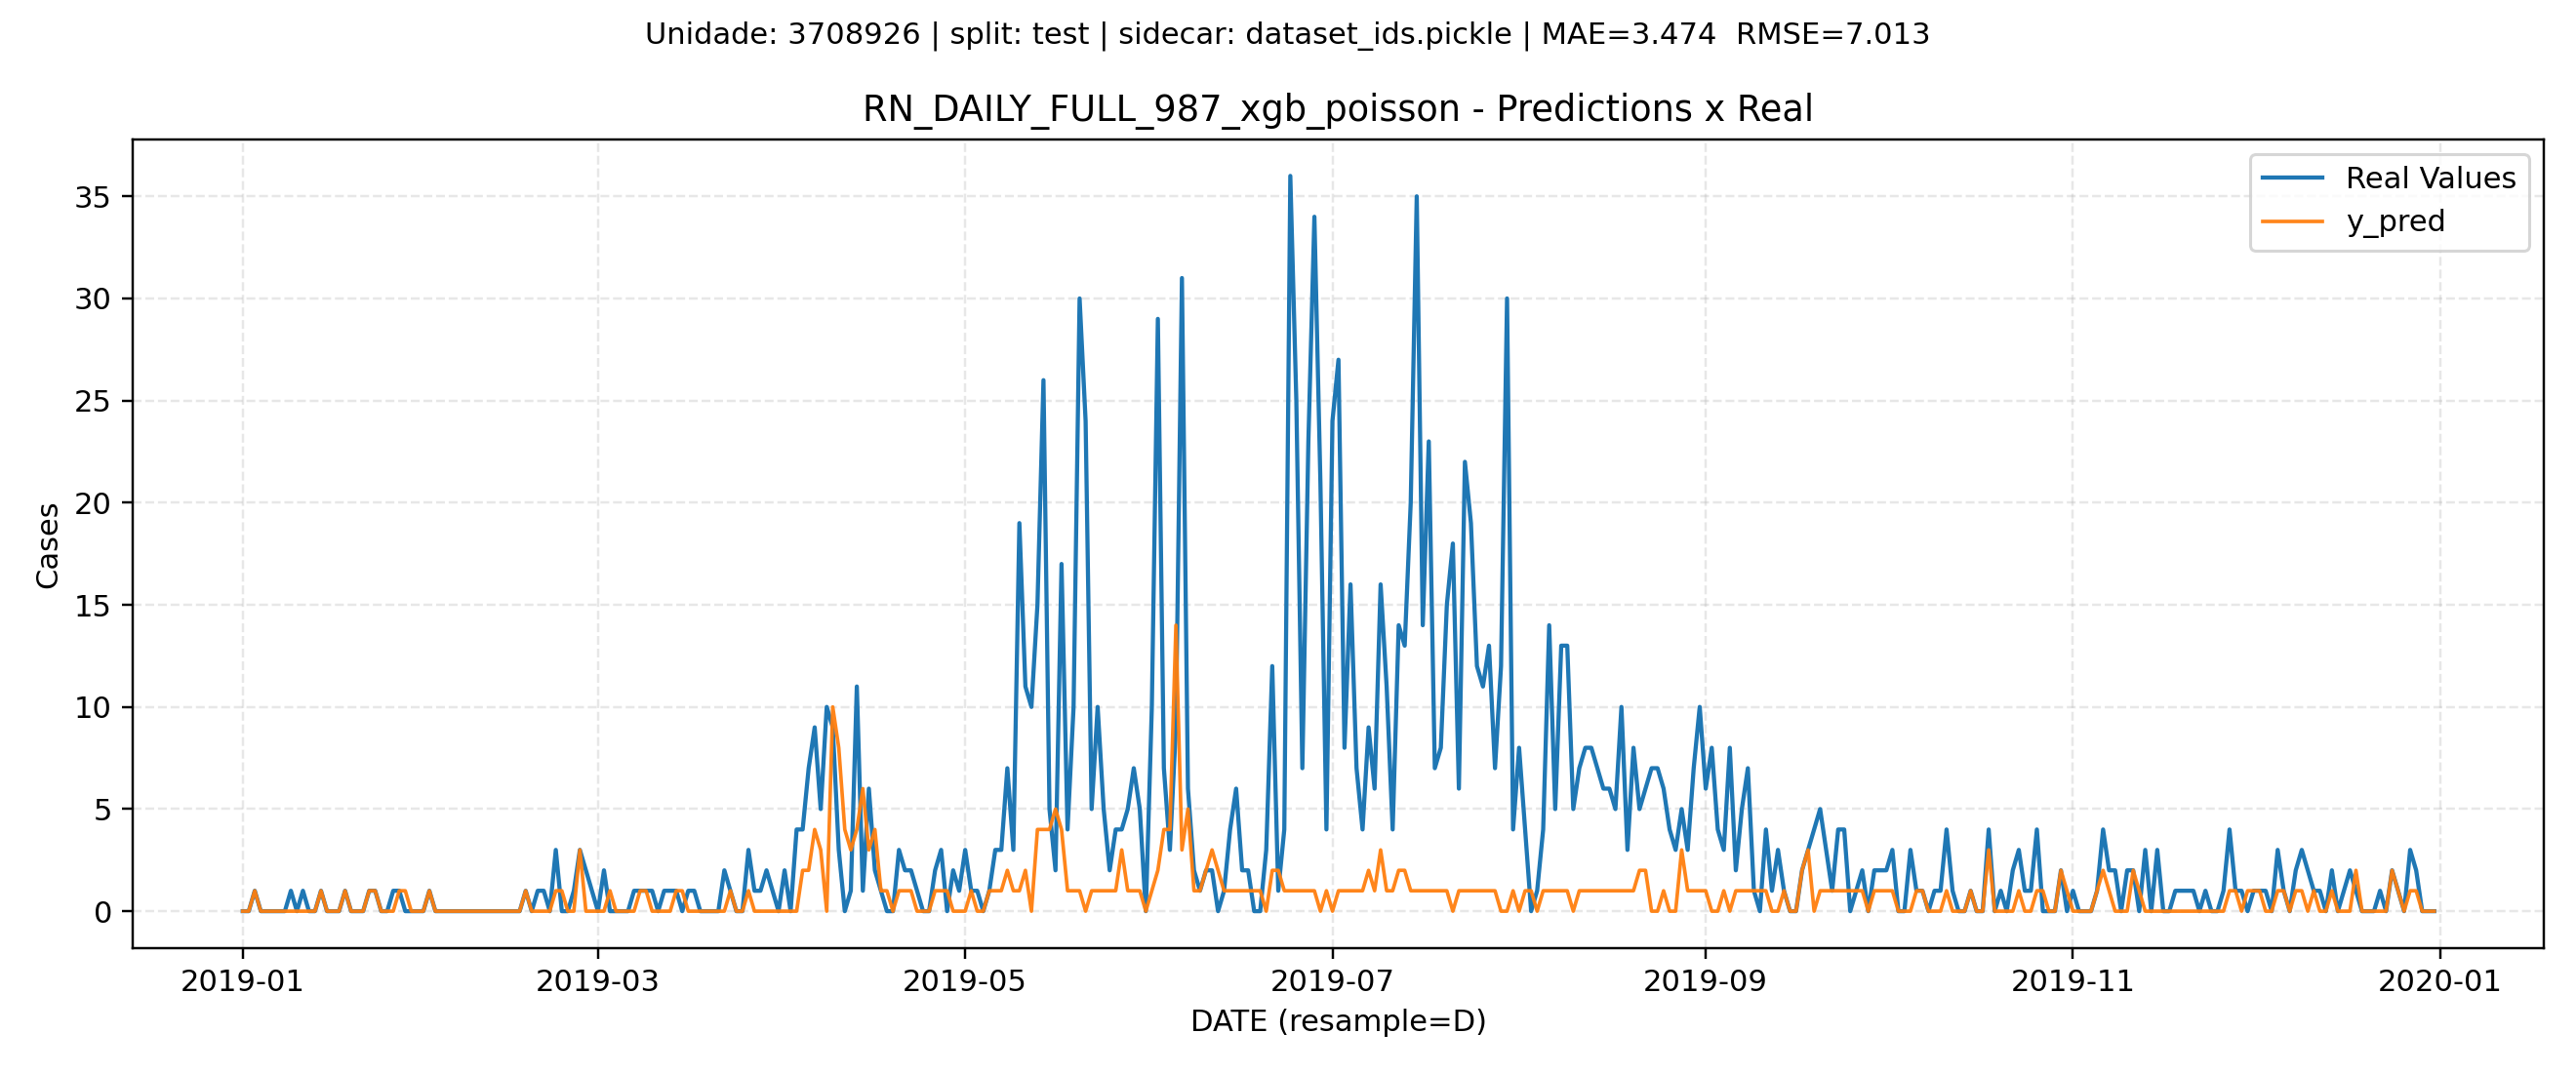 Unidade: 3708926 | split: test | sidecar: dataset_ids.pickle | MAE=3.474  RMSE=7.013
RN_DAILY_FULL_987_xgb_poisson - Predictions x Real
Real Values
y_pred
Cases
35
30
25
20
15
10
5
0
2019-01
2019-03
2019-05
2019-07
2019-09
2019-11
2020-01
DATE (resample=D)